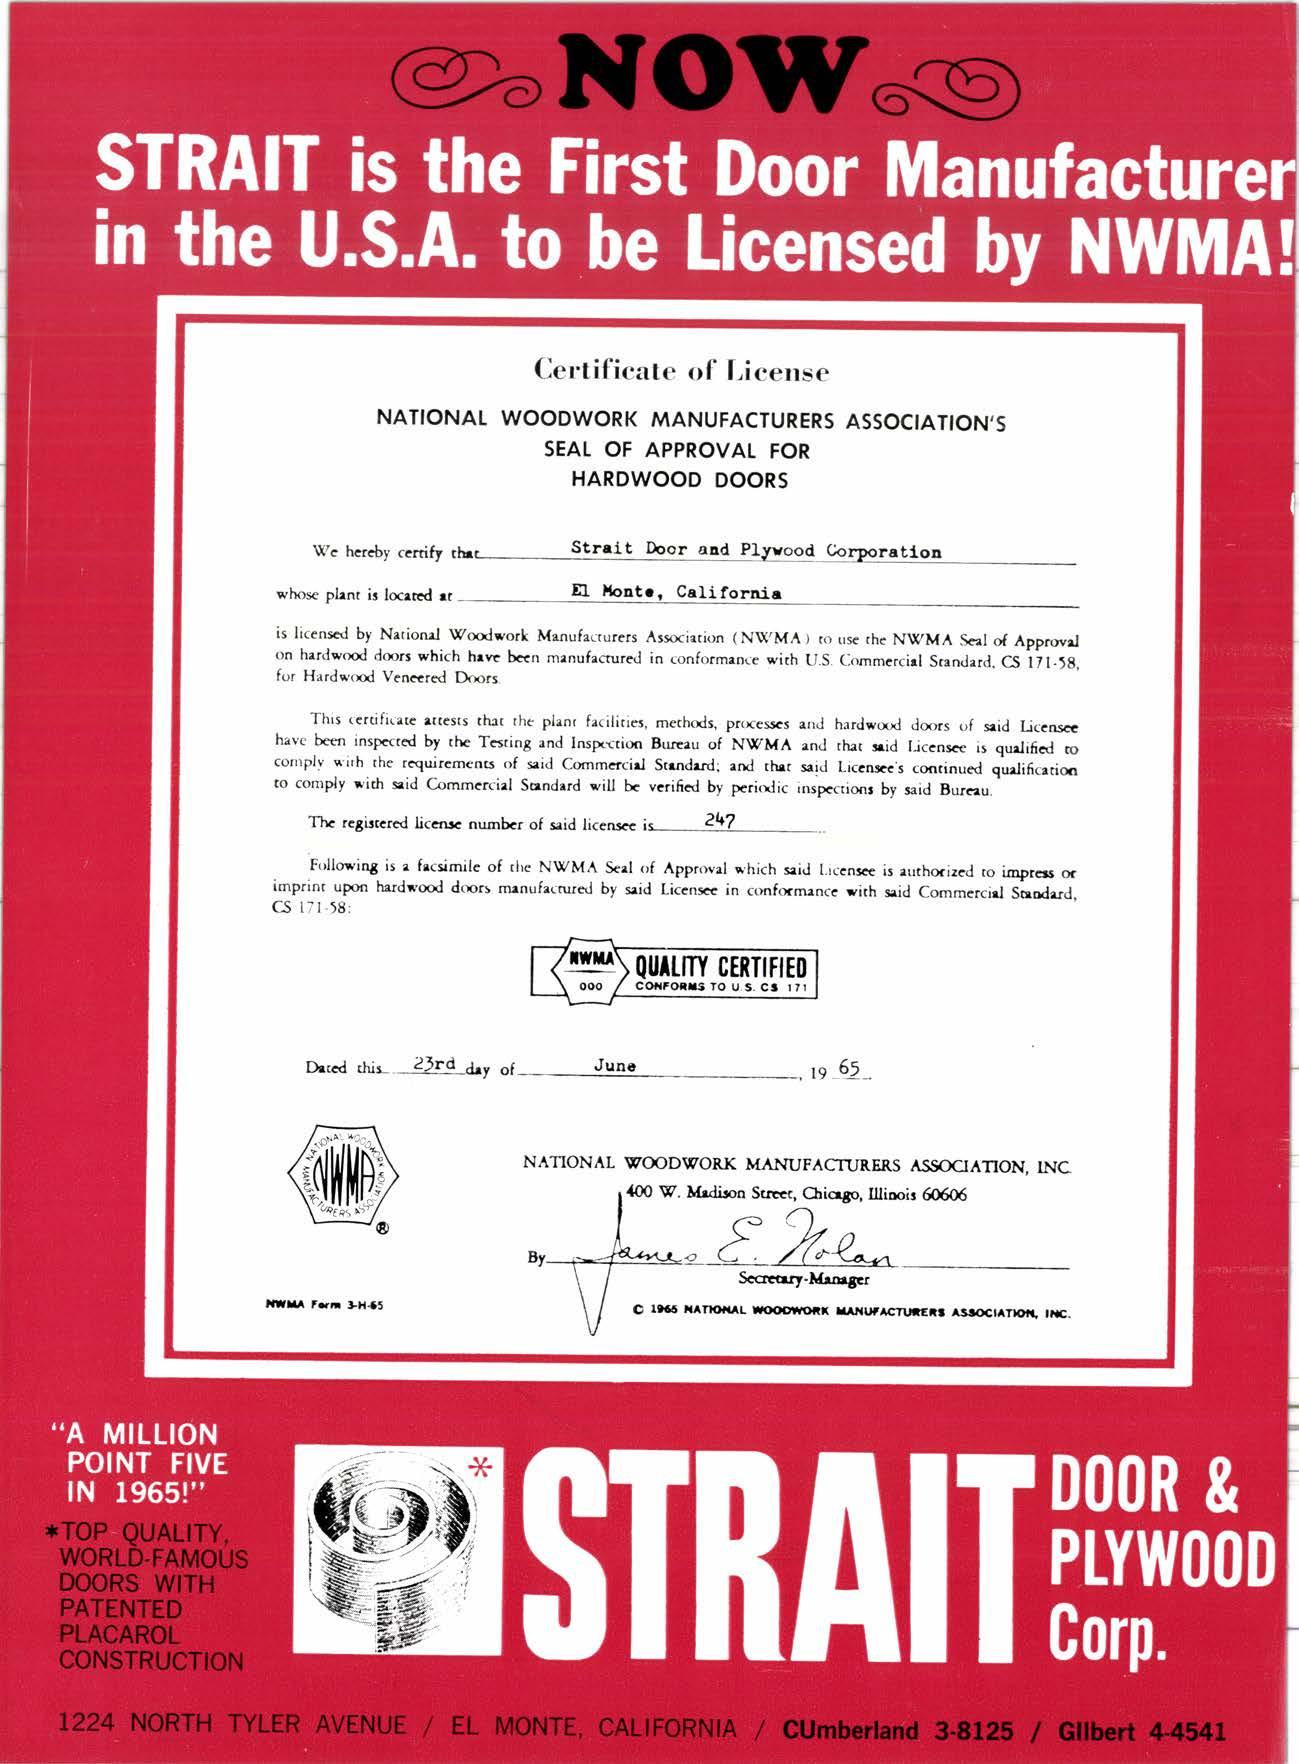 NOW
STRAIT is the First Door Manufacturer
in the U.S.A. to be Licensed by NWMA!
Certificate of License
NATIONAL WOODWORK MANUFACTURERS ASSOCIATION'S
SEAL OF APPROVAL FOR
HARDWOOD DOORS
We hereby certify that Strait Door and Plywood Corporation
whose plant is located at El Monte, California
is licensed by National Woodwork Manufacturers Association (NWMA) to use the NWMA Seal of Approval
on hardwood doors which have been manufactured in conformance with U.S. Commercial Standard, CS 171-58,
for Hardwood Veneered Doors.
This certificate attests that the plant facilities, methods, processes and hardwood doors of said Licensee
have been inspected by the Testing and Inspection Bureau of NWMA and that said Licensee is qualified to
comply with the requirements of said Commercial Standard; and that said Licensee's continued qualification
to comply with said Commercial Standard will be verified by periodic inspections by said Bureau.
The registered license number of said licensee is 247
Following is a facsimile of the NWMA Seal of Approval which said Licensee is authorized to impress or
imprint upon hardwood doors manufactured by said Licensee in conformance with said Commercial Standard,
CS 171-58:
NWMA
000
QUALITY CERTIFIED
CONFORMS TO U.S. CS 171
Dated this 23rd day of June, 19 65
NATIONAL WOODWORK
NWMA
MANUFACTURERS ASSOCIATION
®
NATIONAL WOODWORK MANUFACTURERS ASSOCIATION, INC.
400 W. Madison Street, Chicago, Illinois 60606
By James E. Nolan
Secretary-Manager
NWMA Form 3-H-65
© 1965 NATIONAL WOODWORK MANUFACTURERS ASSOCIATION, INC.
"A MILLION
POINT FIVE
IN 1965!"
*TOP QUALITY,
WORLD-FAMOUS
DOORS WITH
PATENTED
PLACAROL
CONSTRUCTION
*
STRAIT
DOOR &
PLYWOOD
Corp.
1224 NORTH TYLER AVENUE / EL MONTE, CALIFORNIA / CUmberland 3-8125 / GIlbert 4-4541